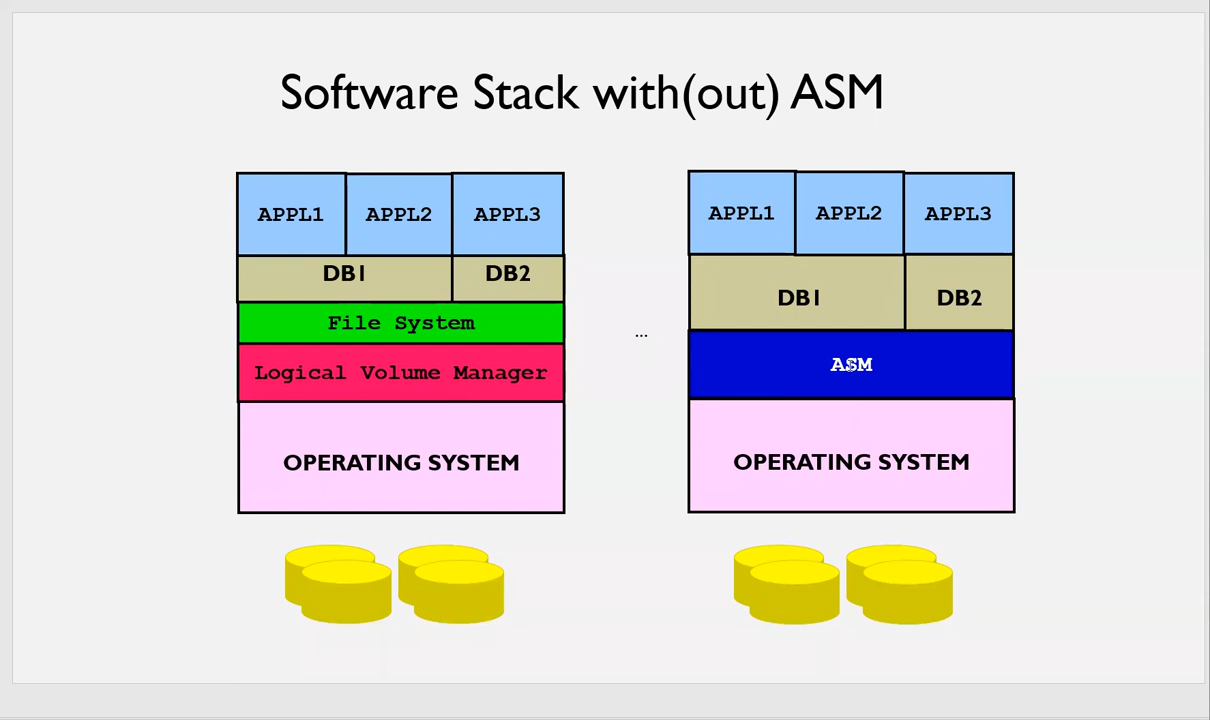 Software Stack with(out) ASM
APPL1 APPL2 APPL3
DB1 DB2
File System
Logical Volume Manager
OPERATING SYSTEM
...
APPL1 APPL2 APPL3
DB1 DB2
ASM
OPERATING SYSTEM